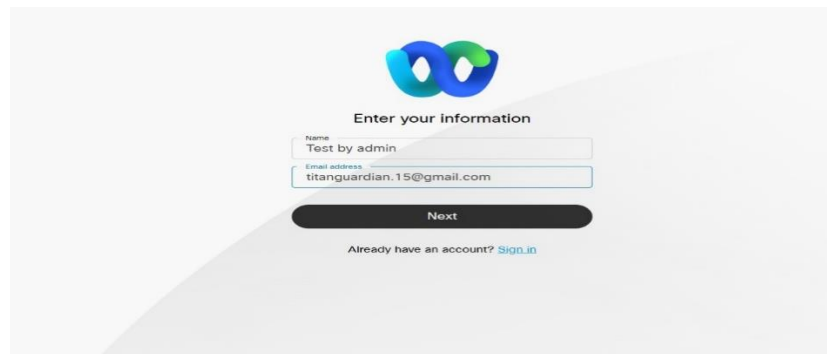 Enter your information
Name
Test by admin
Email address
titanguardian.15@gmail.com
Next
Already have an account? Sign in